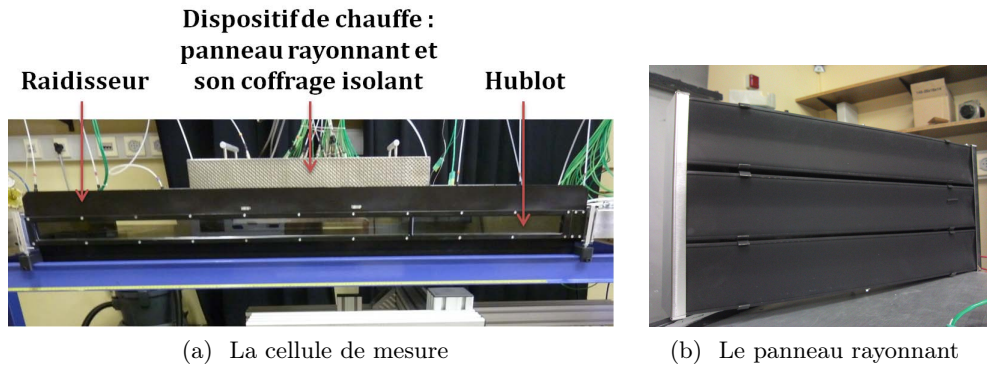 Dispositif de chauffe :
panneau rayonnant et
son coffrage isolant
Raidisseur
Hublot
(a) La cellule de mesure
(b) Le panneau rayonnant